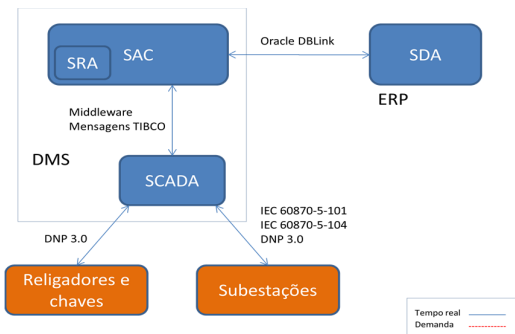 SAC
SRA
Oracle DBLink
SDA
ERP
Middleware
Mensagens TIBCO
DMS
SCADA
DNP 3.0
IEC 60870-5-101
IEC 60870-5-104
DNP 3.0
Religadores e
chaves
Subestações
Tempo real
Demanda